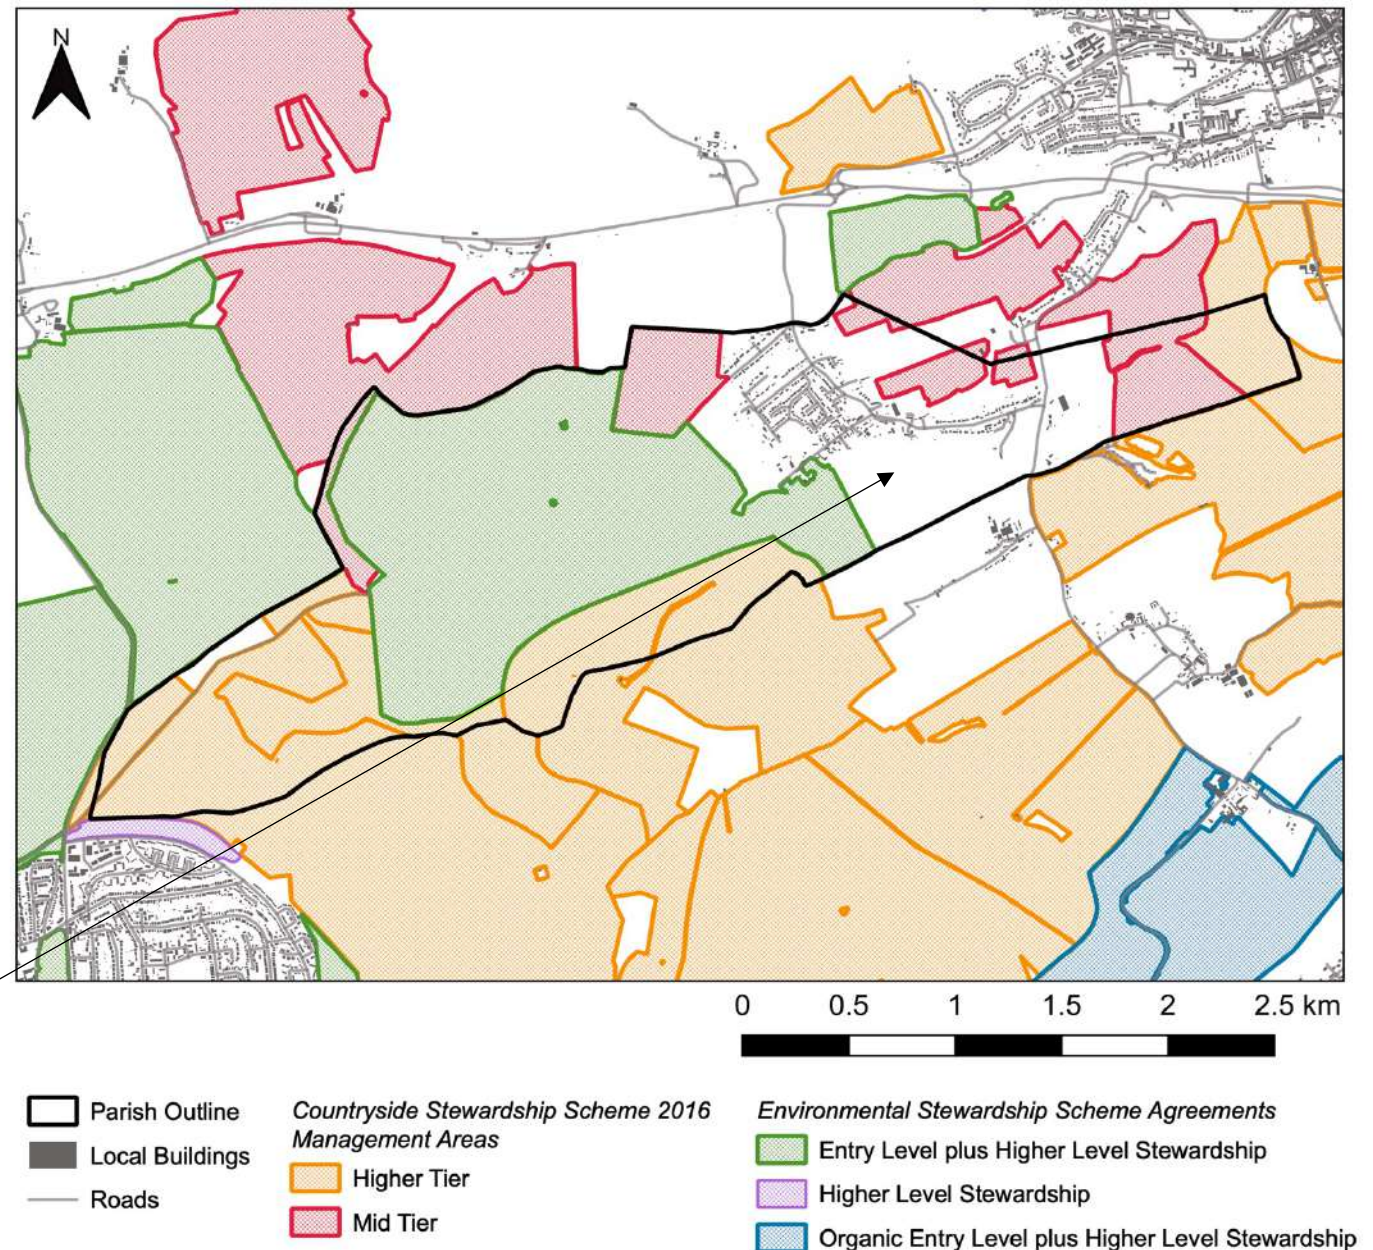 N
0 0.5 1 1.5 2 2.5 km
Parish Outline
Local Buildings
Roads
Countryside Stewardship Scheme 2016
Management Areas
Higher Tier
Mid Tier
Environmental Stewardship Scheme Agreements
Entry Level plus Higher Level Stewardship
Higher Level Stewardship
Organic Entry Level plus Higher Level Stewardship